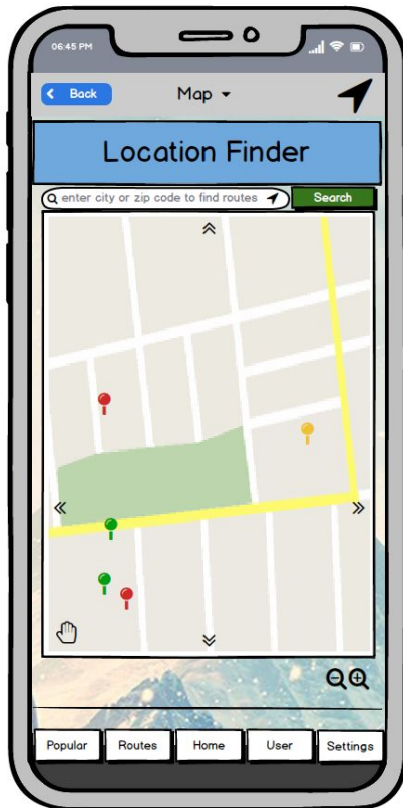 06:45 PM
Back
Map
Location Finder
enter city or zip code to find routes
Search
Popular
Routes
Home
User
Settings